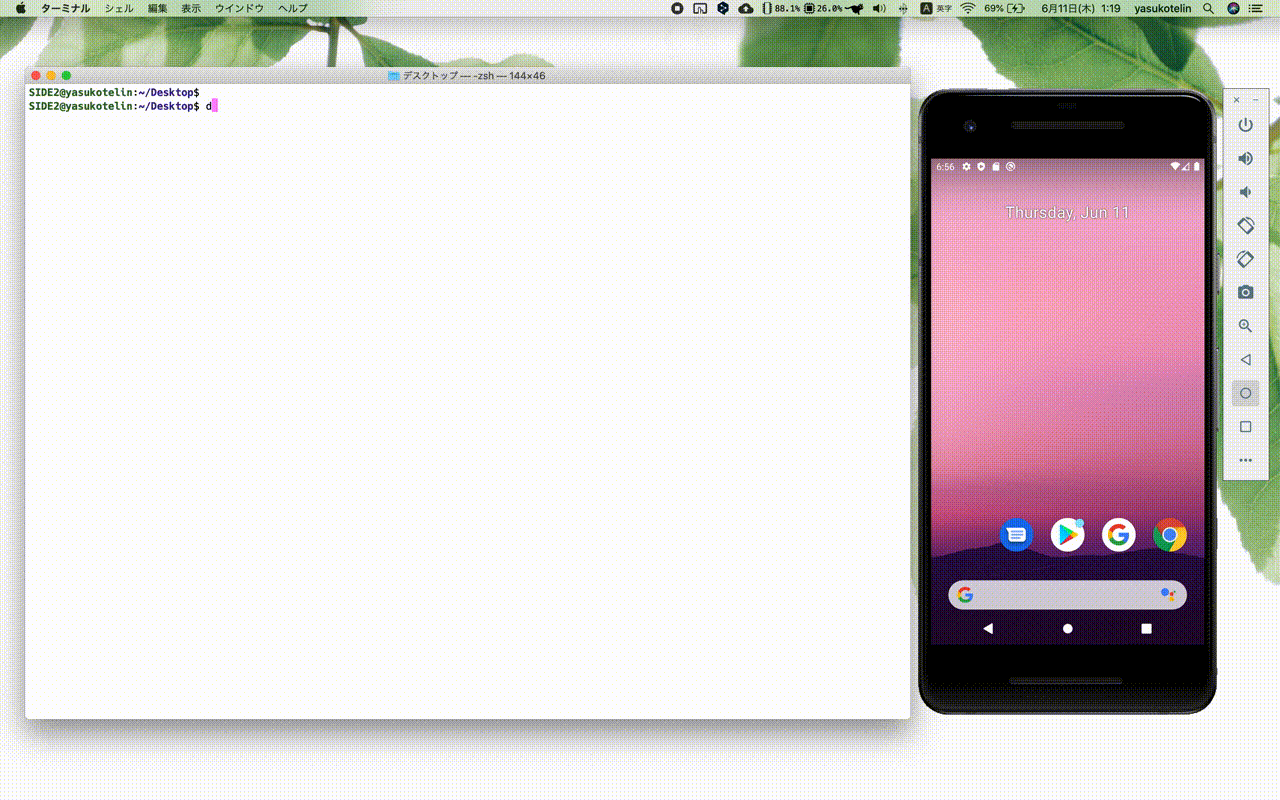 ターミナル シェル 編集 表示 ウインドウ ヘルプ 88.1% 26.0% A 英字 69% 6月11日(木) 1:19 yasukotelin
デスクトップ — -zsh — 144×46
SIDE2@yasukotelin:~/Desktop$
SIDE2@yasukotelin:~/Desktop$ d
6:56
Thursday, Jun 11